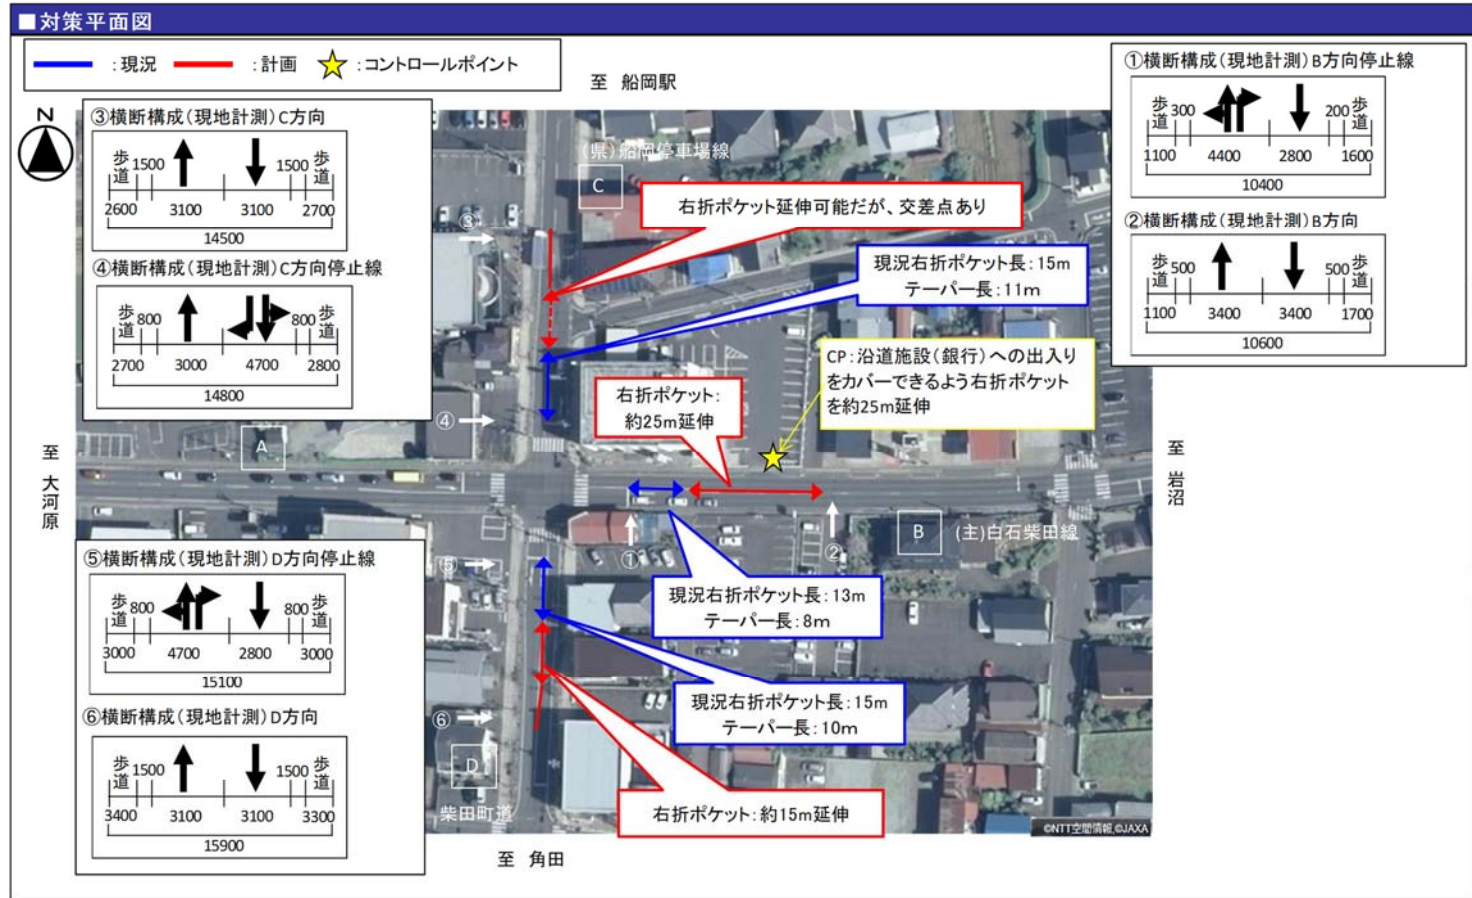 ■対策平面図
:現況
:計画
:コントロールポイント
至 船岡駅
N
③横断構成(現地計測)C方向
歩道
1500
1500
歩道
2600
3100
3100
2700
14500
④横断構成(現地計測)C方向停止線
歩道
800
800
歩道
2700
3000
4700
2800
14800
①横断構成(現地計測)B方向停止線
歩道
300
200
歩道
1100
4400
2800
1600
10400
②横断構成(現地計測)B方向
歩道
500
500
歩道
1100
3400
3400
1700
10600
(県)船岡停車場線
C
右折ポケット延伸可能だが、交差点あり
③
現況右折ポケット長:15m
テーパー長:11m
CP:沿道施設(銀行)への出入り
をカバーできるよう右折ポケット
を約25m延伸
右折ポケット:
約25m延伸
④
A
至 大河原
至 岩沼
B
(主)白石柴田線
①
②
⑤横断構成(現地計測)D方向停止線
歩道
800
800
歩道
3000
4700
2800
3000
15100
⑤
現況右折ポケット長:13m
テーパー長:8m
現況右折ポケット長:15m
テーパー長:10m
⑥横断構成(現地計測)D方向
歩道
1500
1500
歩道
3400
3100
3100
3300
15900
⑥
D
柴田町道
右折ポケット:約15m延伸
©NTT空間情報,©JAXA
至 角田